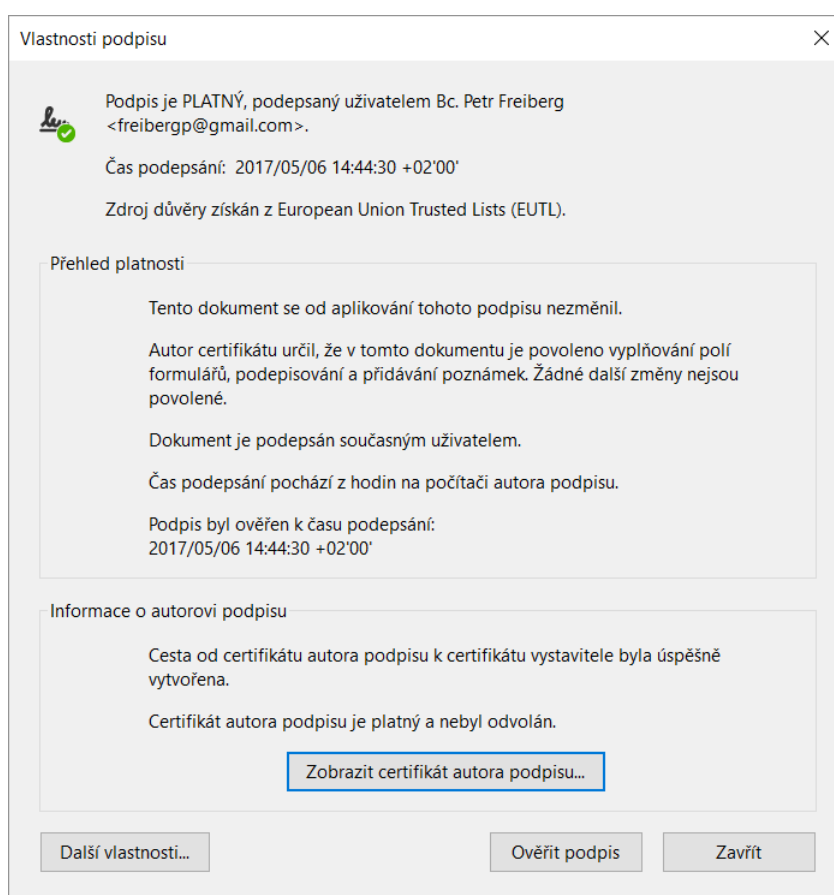 Vlastnosti podpisu
Podpis je PLATNÝ, podepsaný uživatelem Bc. Petr Freiberg
<freibergp@gmail.com>.
Čas podepsání: 2017/05/06 14:44:30 +02'00'
Zdroj důvěry získán z European Union Trusted Lists (EUTL).
Přehled platnosti
Tento dokument se od aplikování tohoto podpisu nezměnil.
Autor certifikátu určil, že v tomto dokumentu je povoleno vyplňování polí
formulářů, podepisování a přidávání poznámek. Žádné další změny nejsou
povolené.
Dokument je podepsán současným uživatelem.
Čas podepsání pochází z hodin na počítači autora podpisu.
Podpis byl ověřen k času podepsání:
2017/05/06 14:44:30 +02'00'
Informace o autorovi podpisu
Cesta od certifikátu autora podpisu k certifikátu vystavitele byla úspěšně
vytvořena.
Certifikát autora podpisu je platný a nebyl odvolán.
Zobrazit certifikát autora podpisu...
Další vlastnosti...
Ověřit podpis
Zavřít